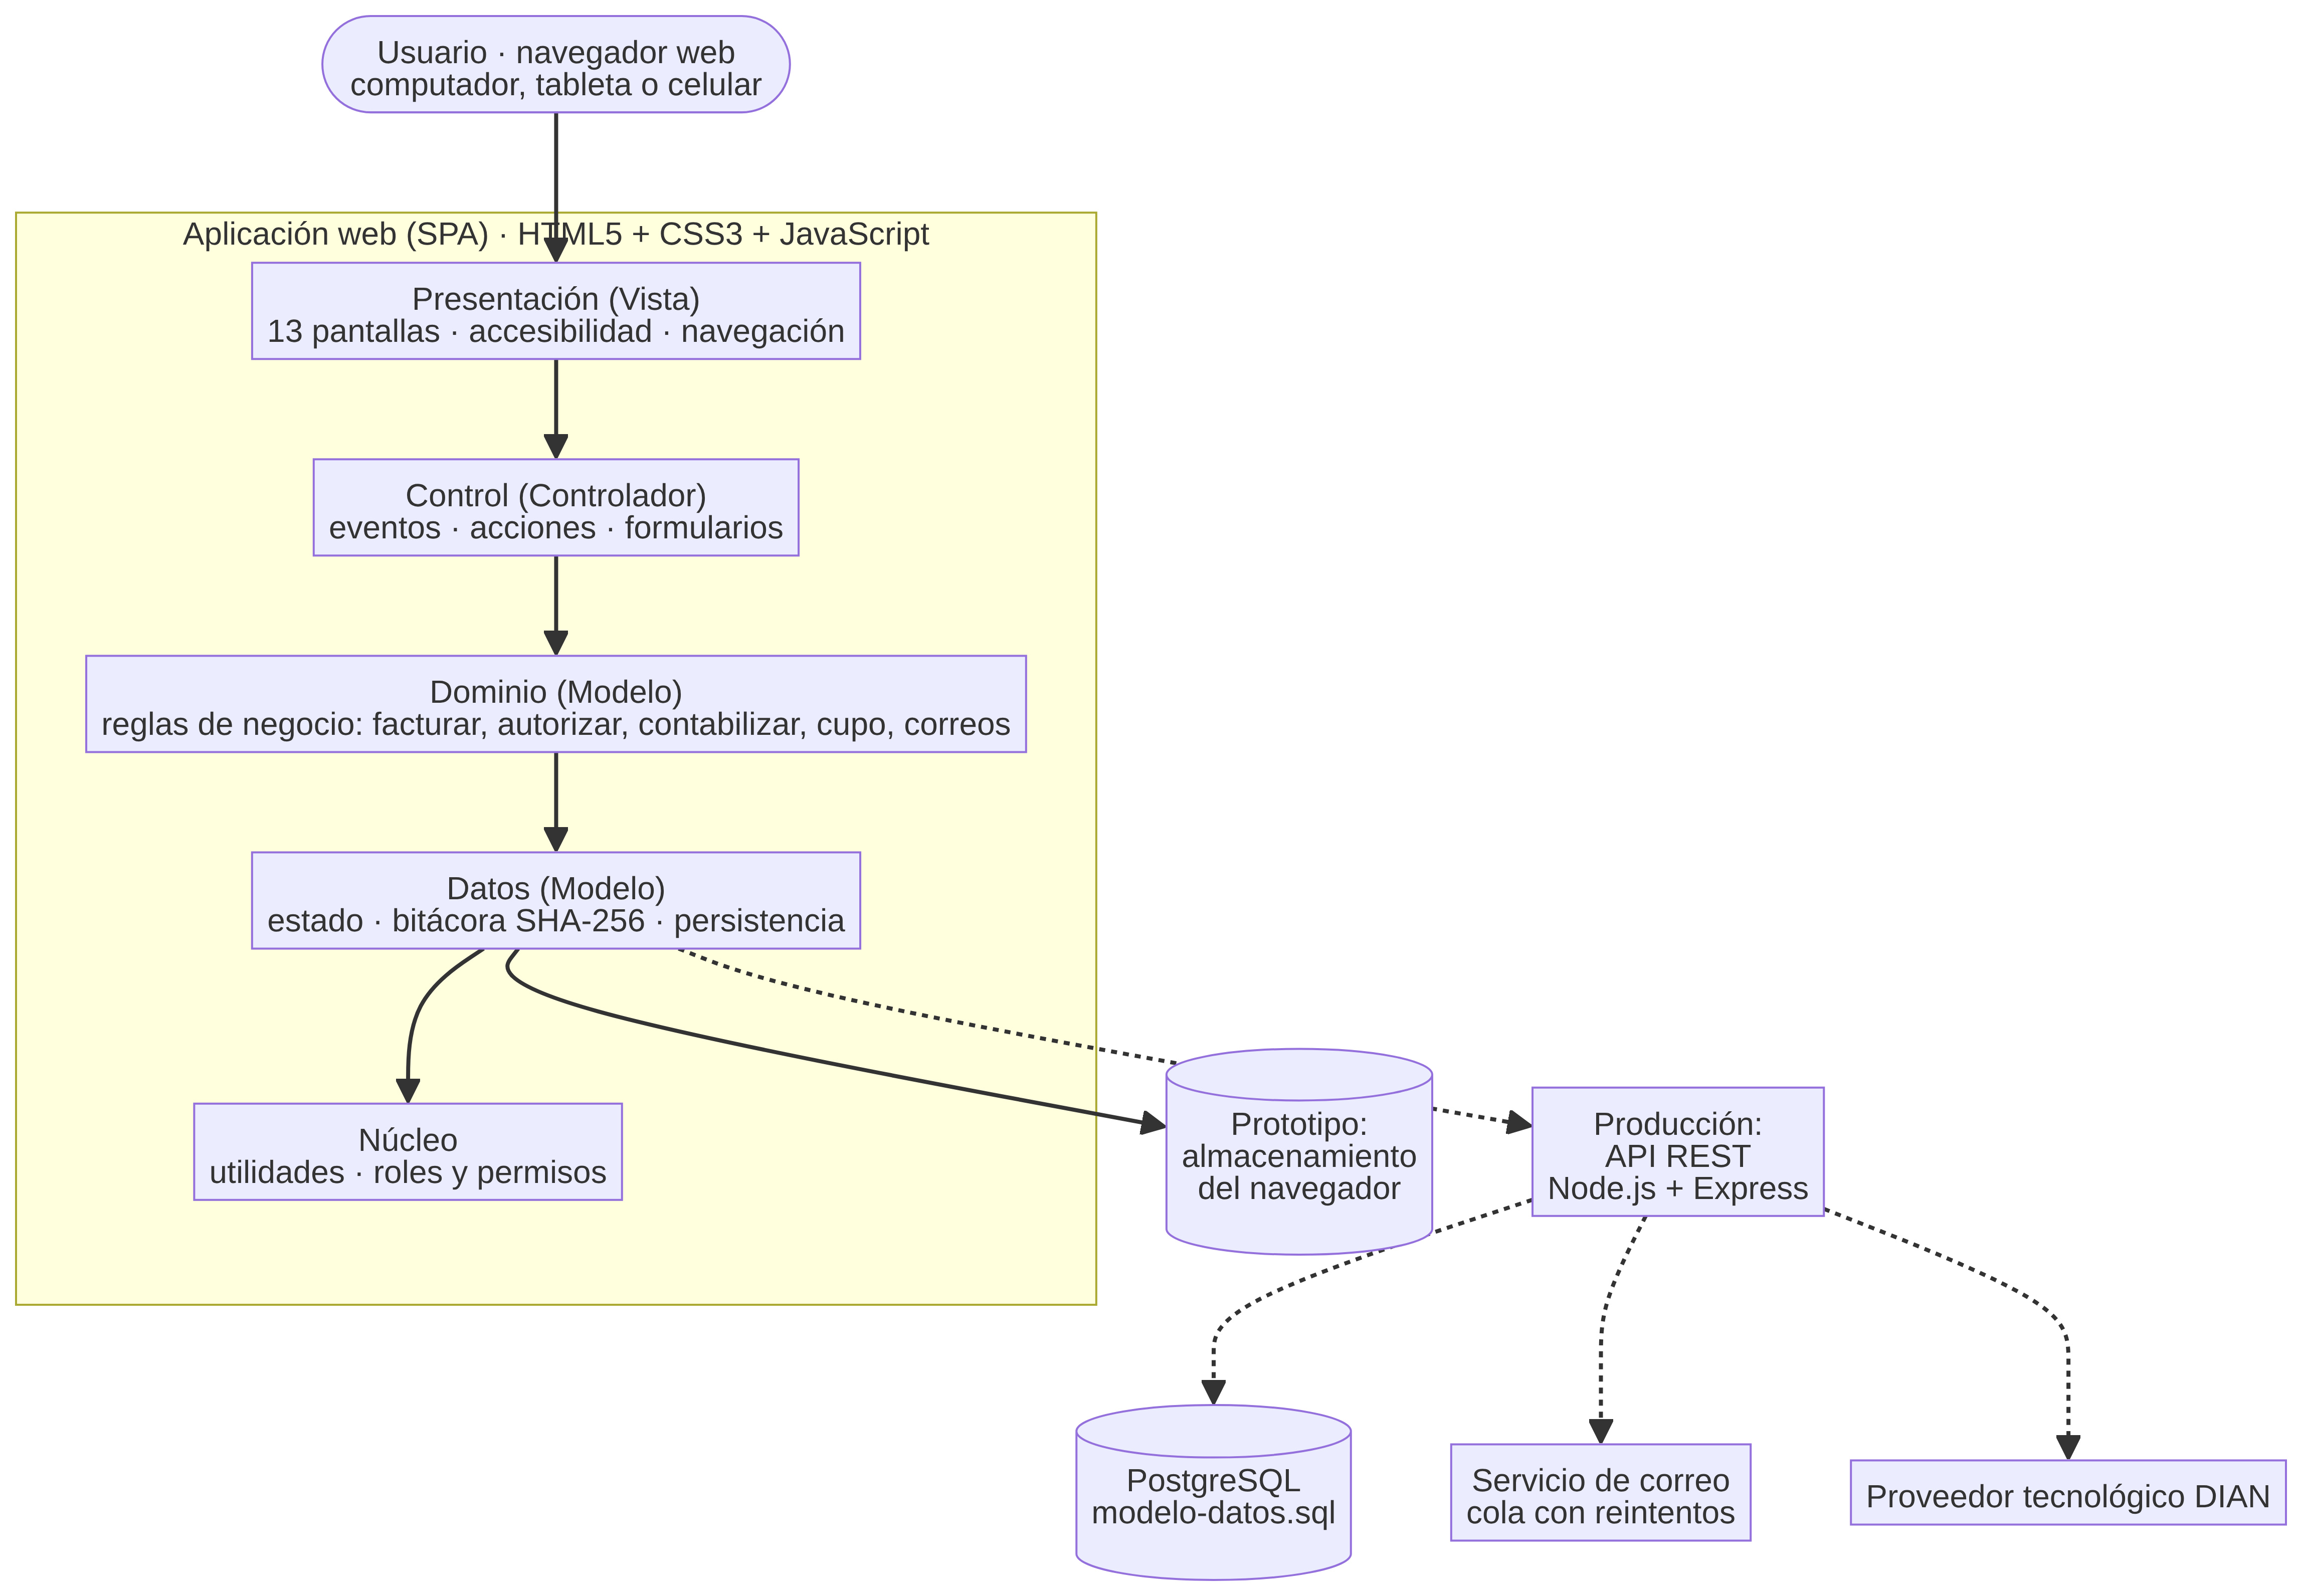 Usuario · navegador web
computador, tableta o celular
Aplicación web (SPA) · HTML5 + CSS3 + JavaScript
Presentación (Vista)
13 pantallas · accesibilidad · navegación
Control (Controlador)
eventos · acciones · formularios
Dominio (Modelo)
reglas de negocio: facturar, autorizar, contabilizar, cupo, correos
Datos (Modelo)
estado · bitácora SHA-256 · persistencia
Núcleo
utilidades · roles y permisos
Prototipo:
almacenamiento
del navegador
Producción:
API REST
Node.js + Express
PostgreSQL
modelo-datos.sql
Servicio de correo
cola con reintentos
Proveedor tecnológico DIAN